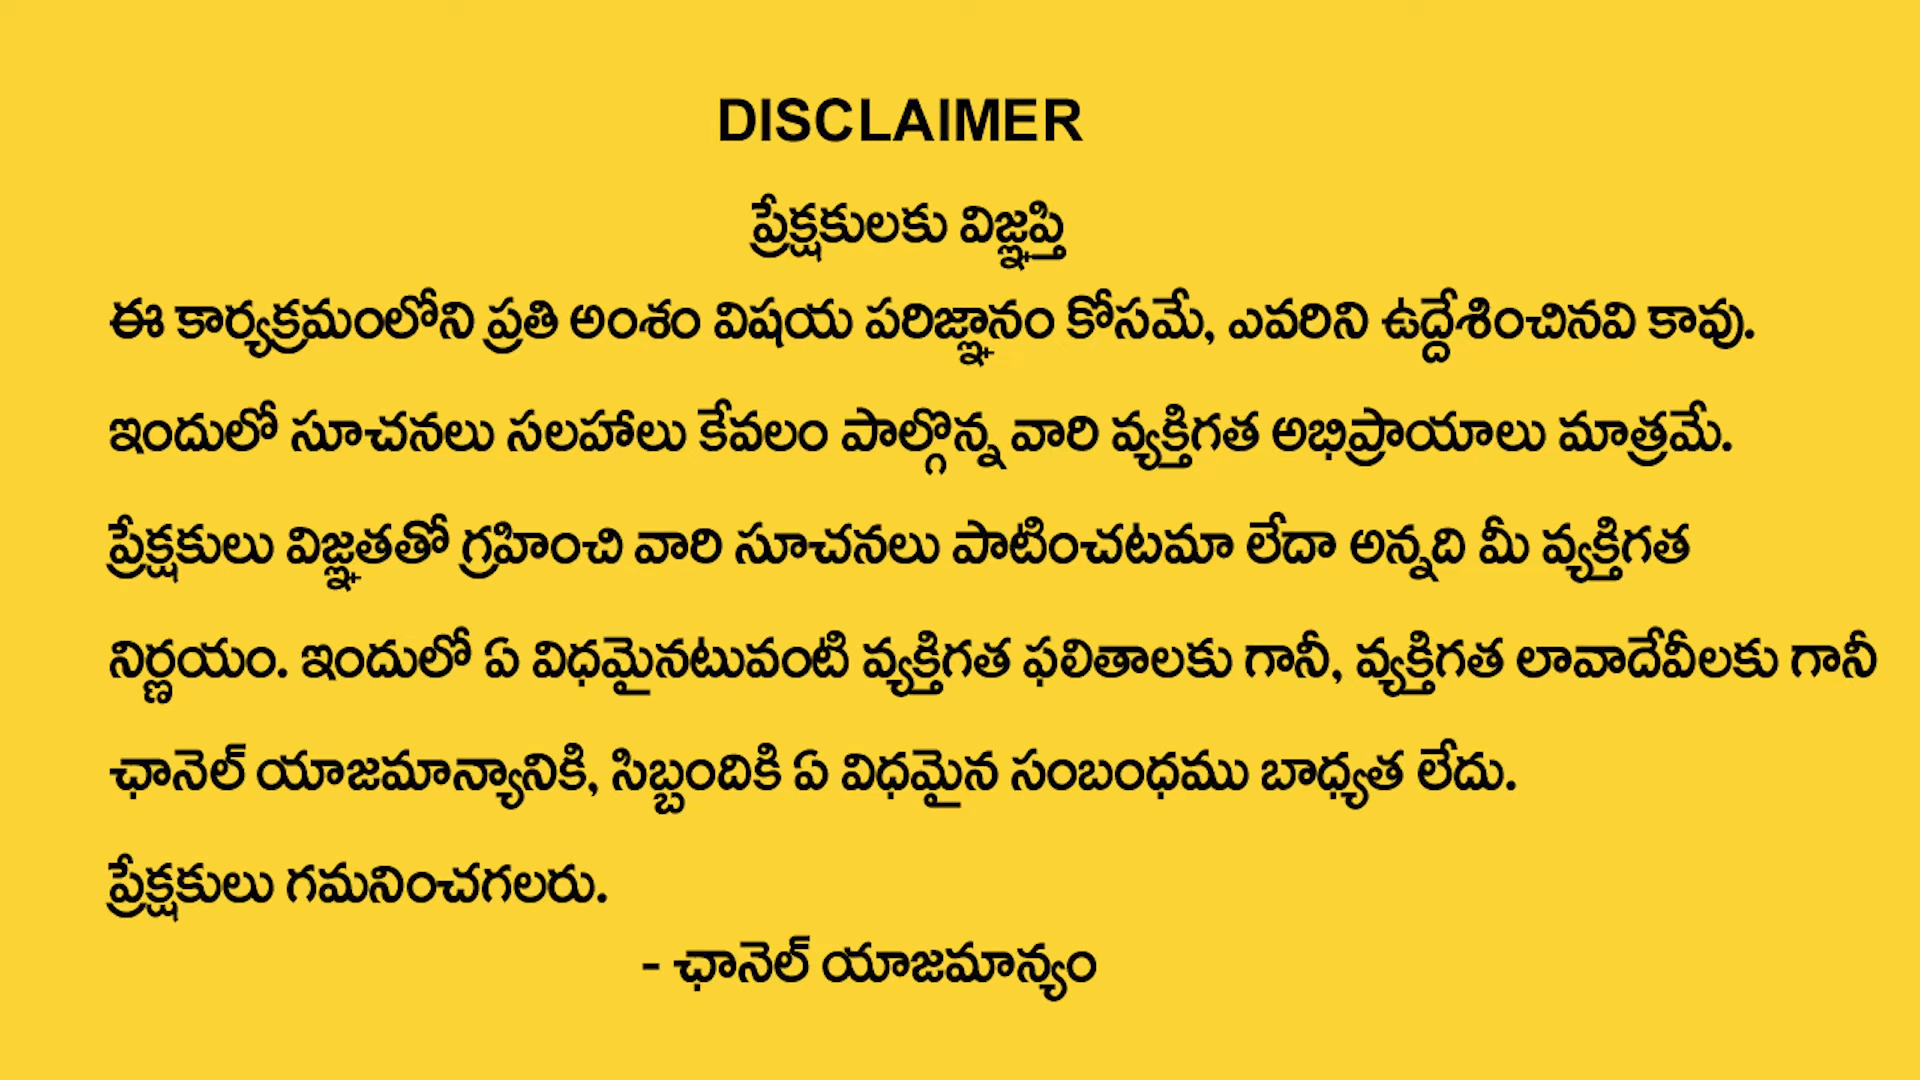 DISCLAIMER
ప్రేక్షకులకు విజ్ఞప్తి
ఈ కార్యక్రమంలోని ప్రతి అంశం విషయ పరిజ్ఞానం కోసమే, ఎవరిని ఉద్దేశించినవి కావు.
ఇందులో సూచనలు సలహాలు కేవలం పాల్గొన్న వారి వ్యక్తిగత అభిప్రాయాలు మాత్రమే.
ప్రేక్షకులు విజ్ఞతతో గ్రహించి వారి సూచనలు పాటించటమా లేదా అన్నది మీ వ్యక్తిగత
నిర్ణయం. ఇందులో ఏ విధమైనటువంటి వ్యక్తిగత ఫలితాలకు గానీ, వ్యక్తిగత లావాదేవీలకు గానీ
ఛానెల్ యాజమాన్యానికి, సిబ్బందికి ఏ విధమైన సంబంధము బాధ్యత లేదు.
ప్రేక్షకులు గమనించగలరు.
- ఛానెల్ యాజమాన్యం